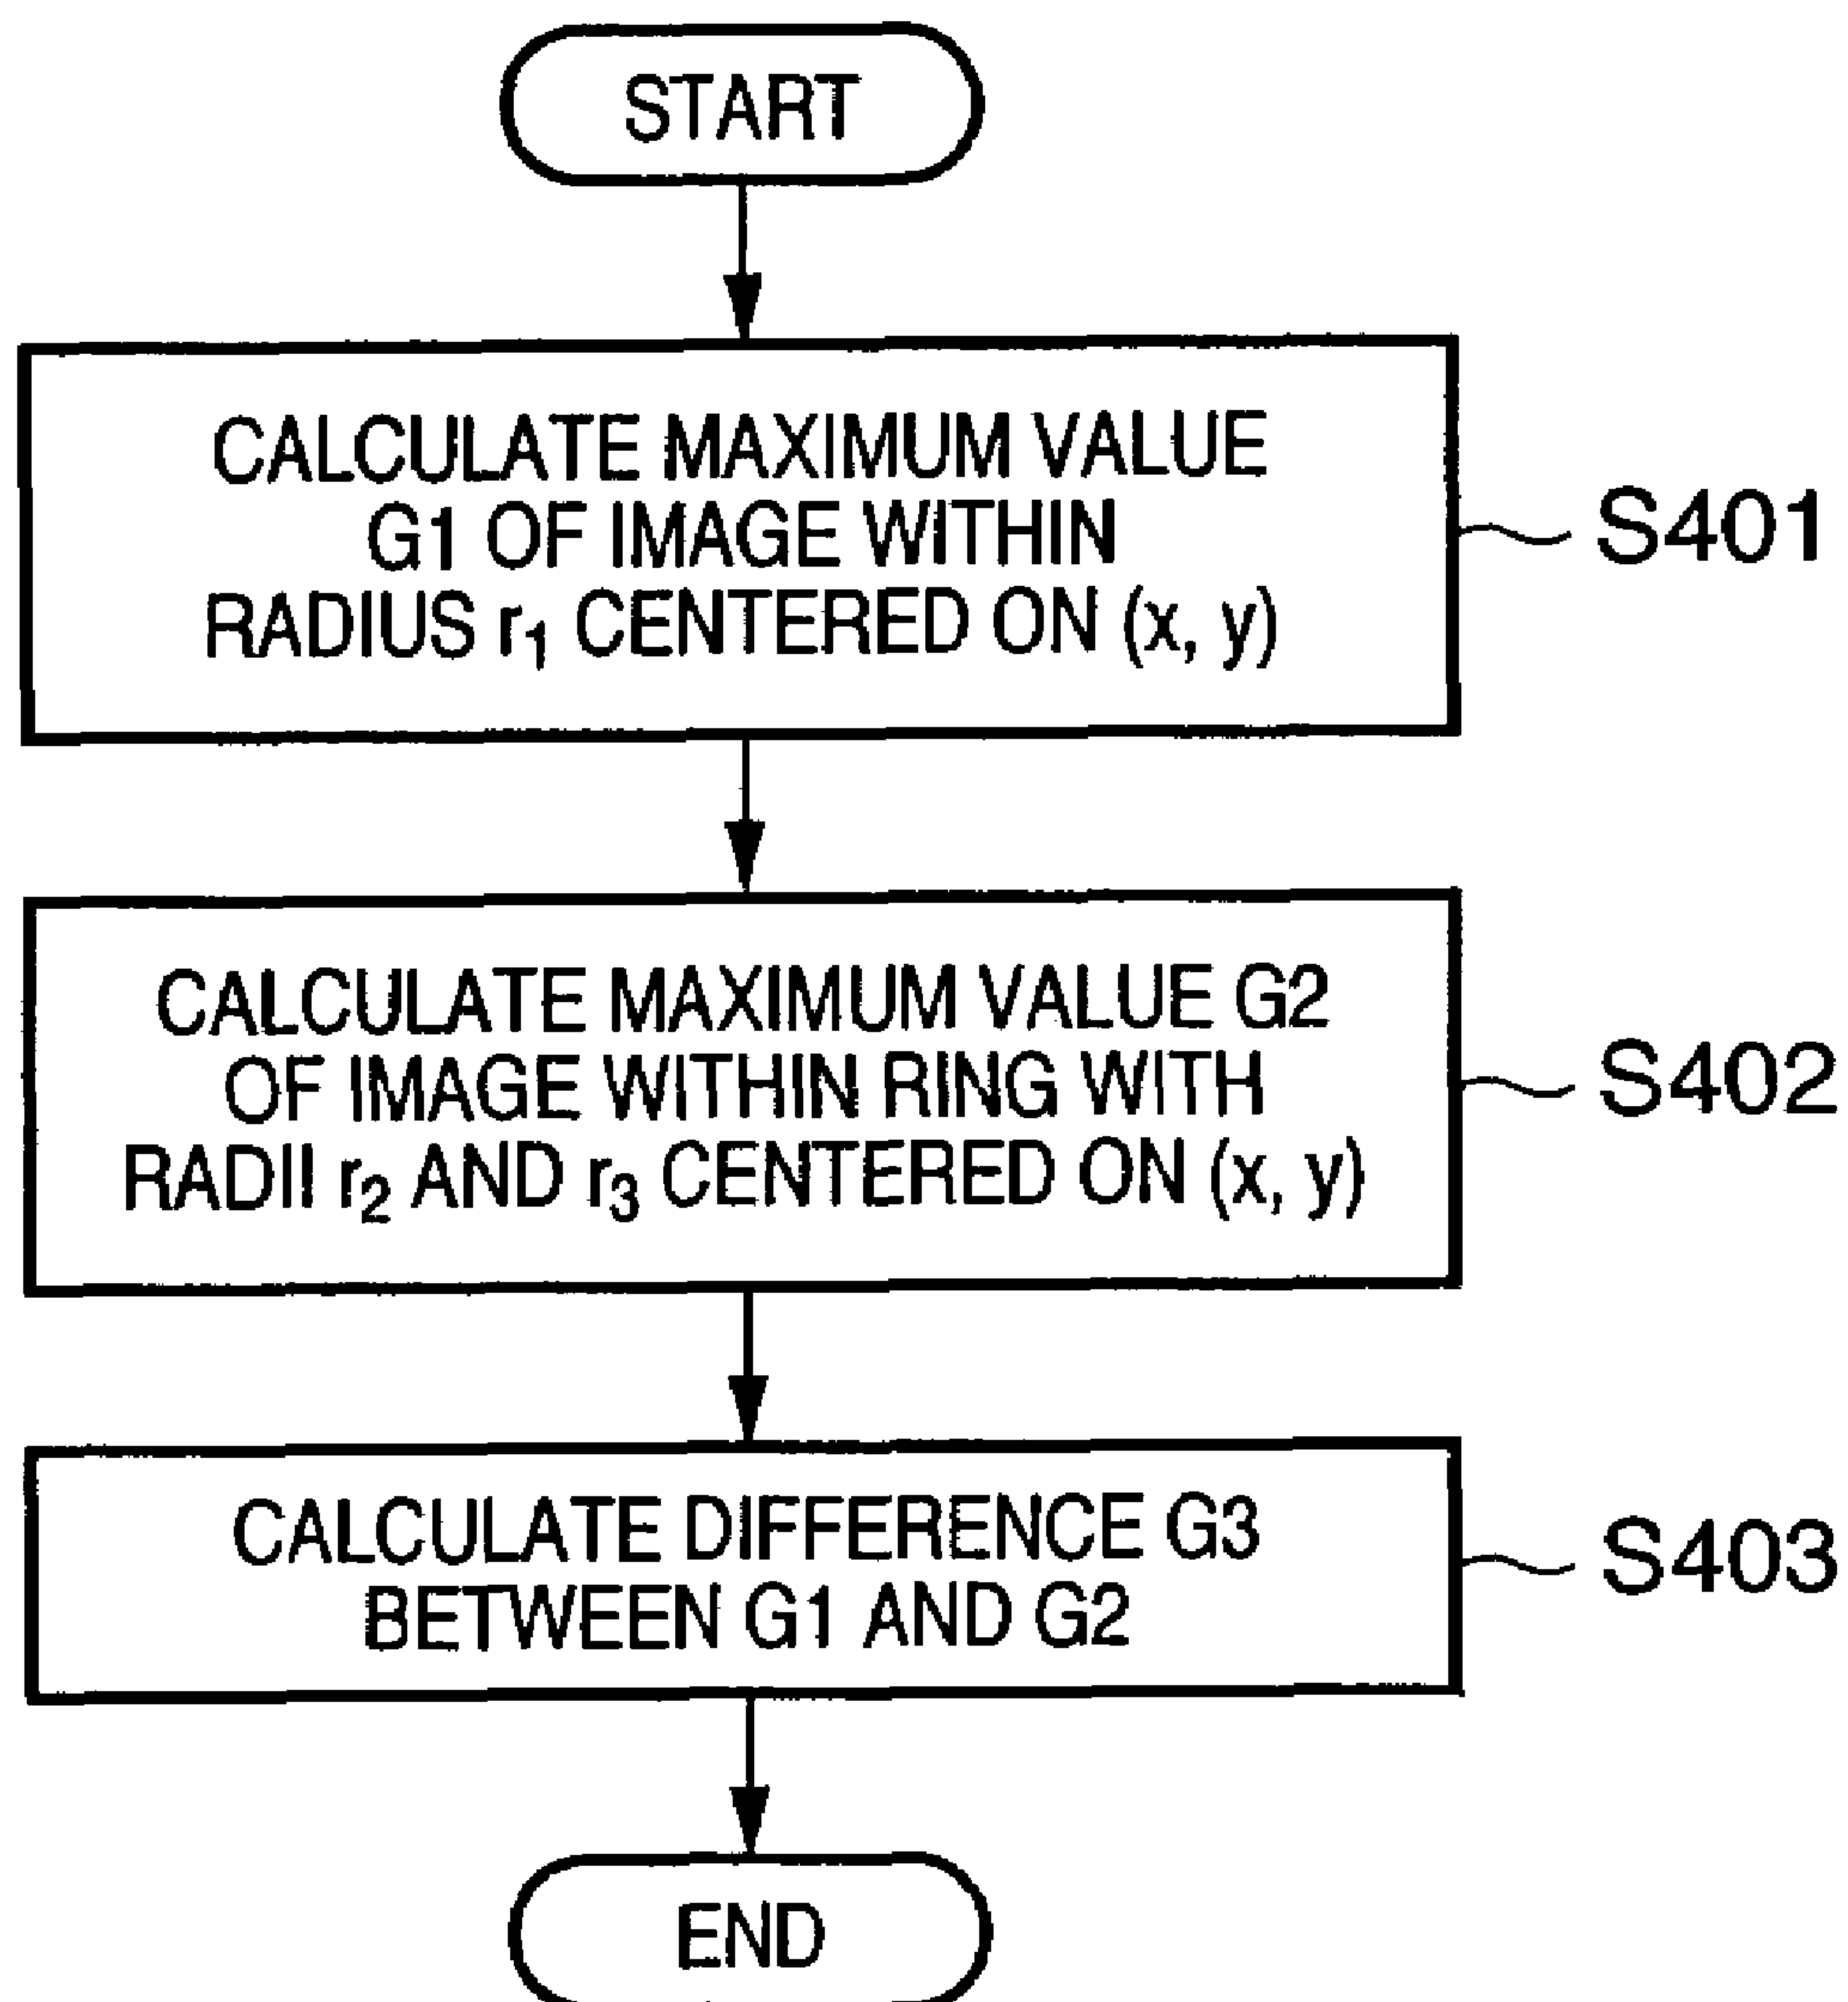 START
CALCULATE MAXIMUM VALUE
G1 OF IMAGE WITHIN
RADIUS r₁ CENTERED ON (x, y)
S401
CALCULATE MAXIMUM VALUE G2
OF IMAGE WITHIN RING WITH
RADII r₂ AND r₃ CENTERED ON (x, y)
S402
CALCULATE DIFFERENCE G3
BETWEEN G1 AND G2
S403
END